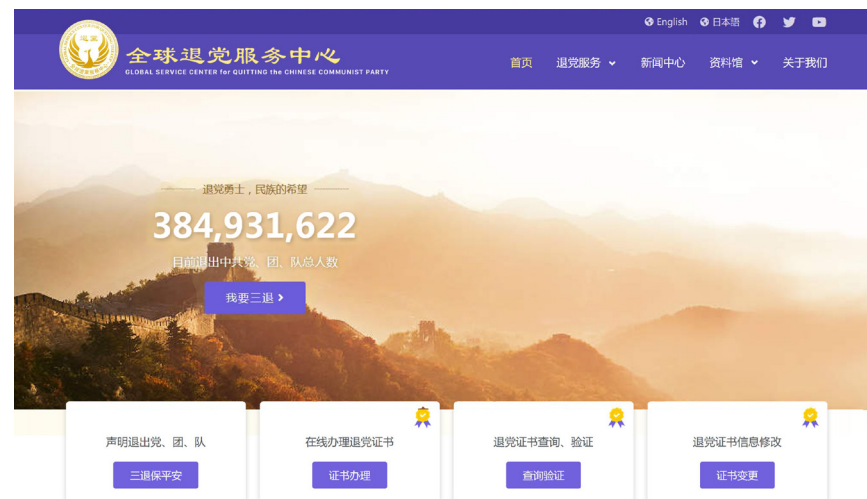 English 日本語
退党
全球退党服务中心
GLOBAL SERVICE CENTER for QUITTING the CHINESE COMMUNIST PARTY
首页 退党服务 新闻中心 资料馆 关于我们
退党勇士，民族的希望
384,931,622
目前退出中共党、团、队总人数
我要三退
声明退出党、团、队 在线办理退党证书 退党证书查询、验证 退党证书信息修改
三退保平安 证书办理 查询验证 证书变更